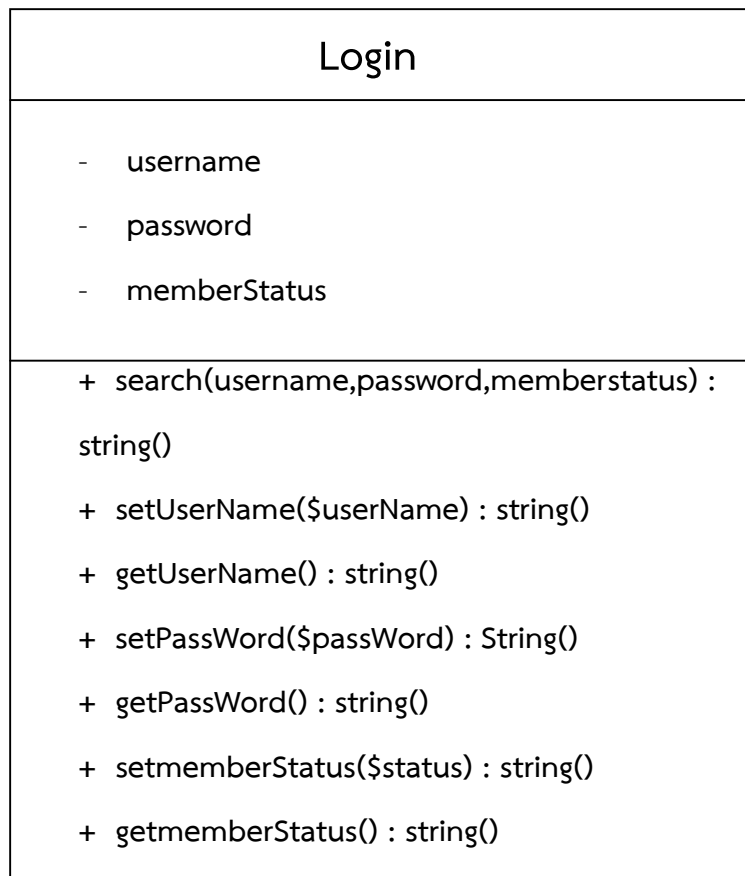 Login
- username
- password
- memberStatus
+ search(username,password,memberstatus) :
string()
+ setUserName($userName) : string()
+ getUserName() : string()
+ setPassWord($passWord) : String()
+ getPassWord() : string()
+ setmemberStatus($status) : string()
+ getmemberStatus() : string()